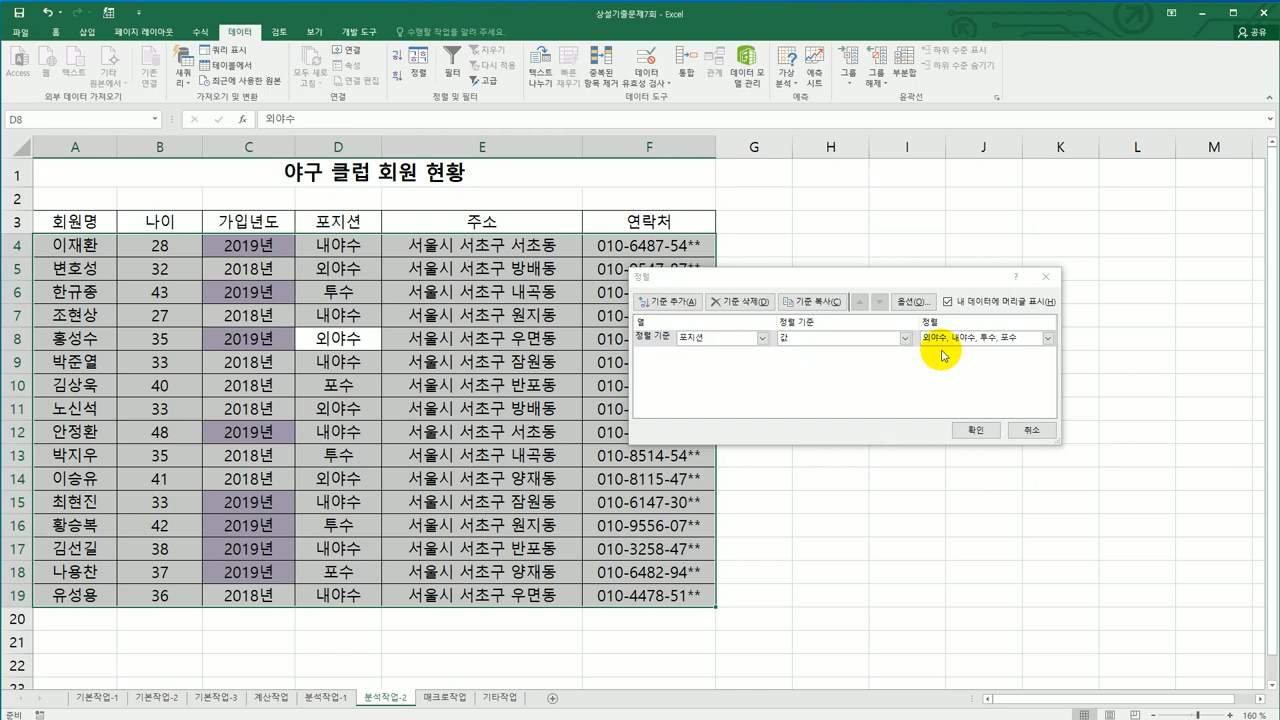 상설기출문제7회 - Excel
파일 홈 삽입 페이지 레이아웃 수식 데이터 검토 보기 개발 도구 수행할 작업을 알려 주세요. 공유
Access 웹 텍스트 기타 원본에서 기존 연결 새쿼리 쿼리 표시 테이블에서 최근에 사용한 원본 모두 새로 고침 연결 속성 연결 편집 정렬 필터 지우기 다시 적용 고급 텍스트 나누기 빠른 채우기 중복된 항목 제거 데이터 유효성 검사 통합 관계 데이터 모델 관리 가상 분석 예측 시트 그룹 그룹 해제 부분합 하위 수준 표시 하위 수준 숨기기
외부 데이터 가져오기 가져오기 및 변환 연결 정렬 및 필터 데이터 도구 예측 윤곽선
D8 fx 외야수
A B C D E F G H I J K L M
1 야구 클럽 회원 현황
2
3 회원명 나이 가입년도 포지션 주소 연락처
4 이재환 28 2019년 내야수 서울시 서초구 서초동 010-6487-54**
5 변호성 32 2018년 외야수 서울시 서초구 방배동
6 한규종 43 2019년 투수 서울시 서초구 내곡동
7 조현상 27 2018년 내야수 서울시 서초구 원지동
8 홍성수 35 2019년 외야수 서울시 서초구 우면동
9 박준열 33 2018년 내야수 서울시 서초구 잠원동
10 김상욱 40 2018년 포수 서울시 서초구 반포동
11 노신석 33 2018년 외야수 서울시 서초구 방배동
12 안정환 48 2019년 내야수 서울시 서초구 서초동
13 박지우 35 2018년 투수 서울시 서초구 내곡동 010-8514-54**
14 이승유 41 2018년 외야수 서울시 서초구 양재동 010-8115-47**
15 최현진 33 2019년 내야수 서울시 서초구 잠원동 010-6147-30**
16 황승복 42 2019년 투수 서울시 서초구 원지동 010-9556-07**
17 김선길 38 2019년 내야수 서울시 서초구 반포동 010-3258-47**
18 나용찬 37 2019년 포수 서울시 서초구 양재동 010-6482-94**
19 유성용 36 2018년 내야수 서울시 서초구 우면동 010-4478-51**
20
21
22
23
정렬 ?
기준 추가(A) 기준 삭제(D) 기준 복사(C) 옵션(O)... 내 데이터에 머리글 표시(H)
열 정렬 기준 정렬
정렬 기준 포지션 값 외야수, 내야수, 투수, 포수
확인 취소
기본작업-1 기본작업-2 기본작업-3 계산작업 분석작업-1 분석작업-2 매크로작업 기타작업
준비 160 %